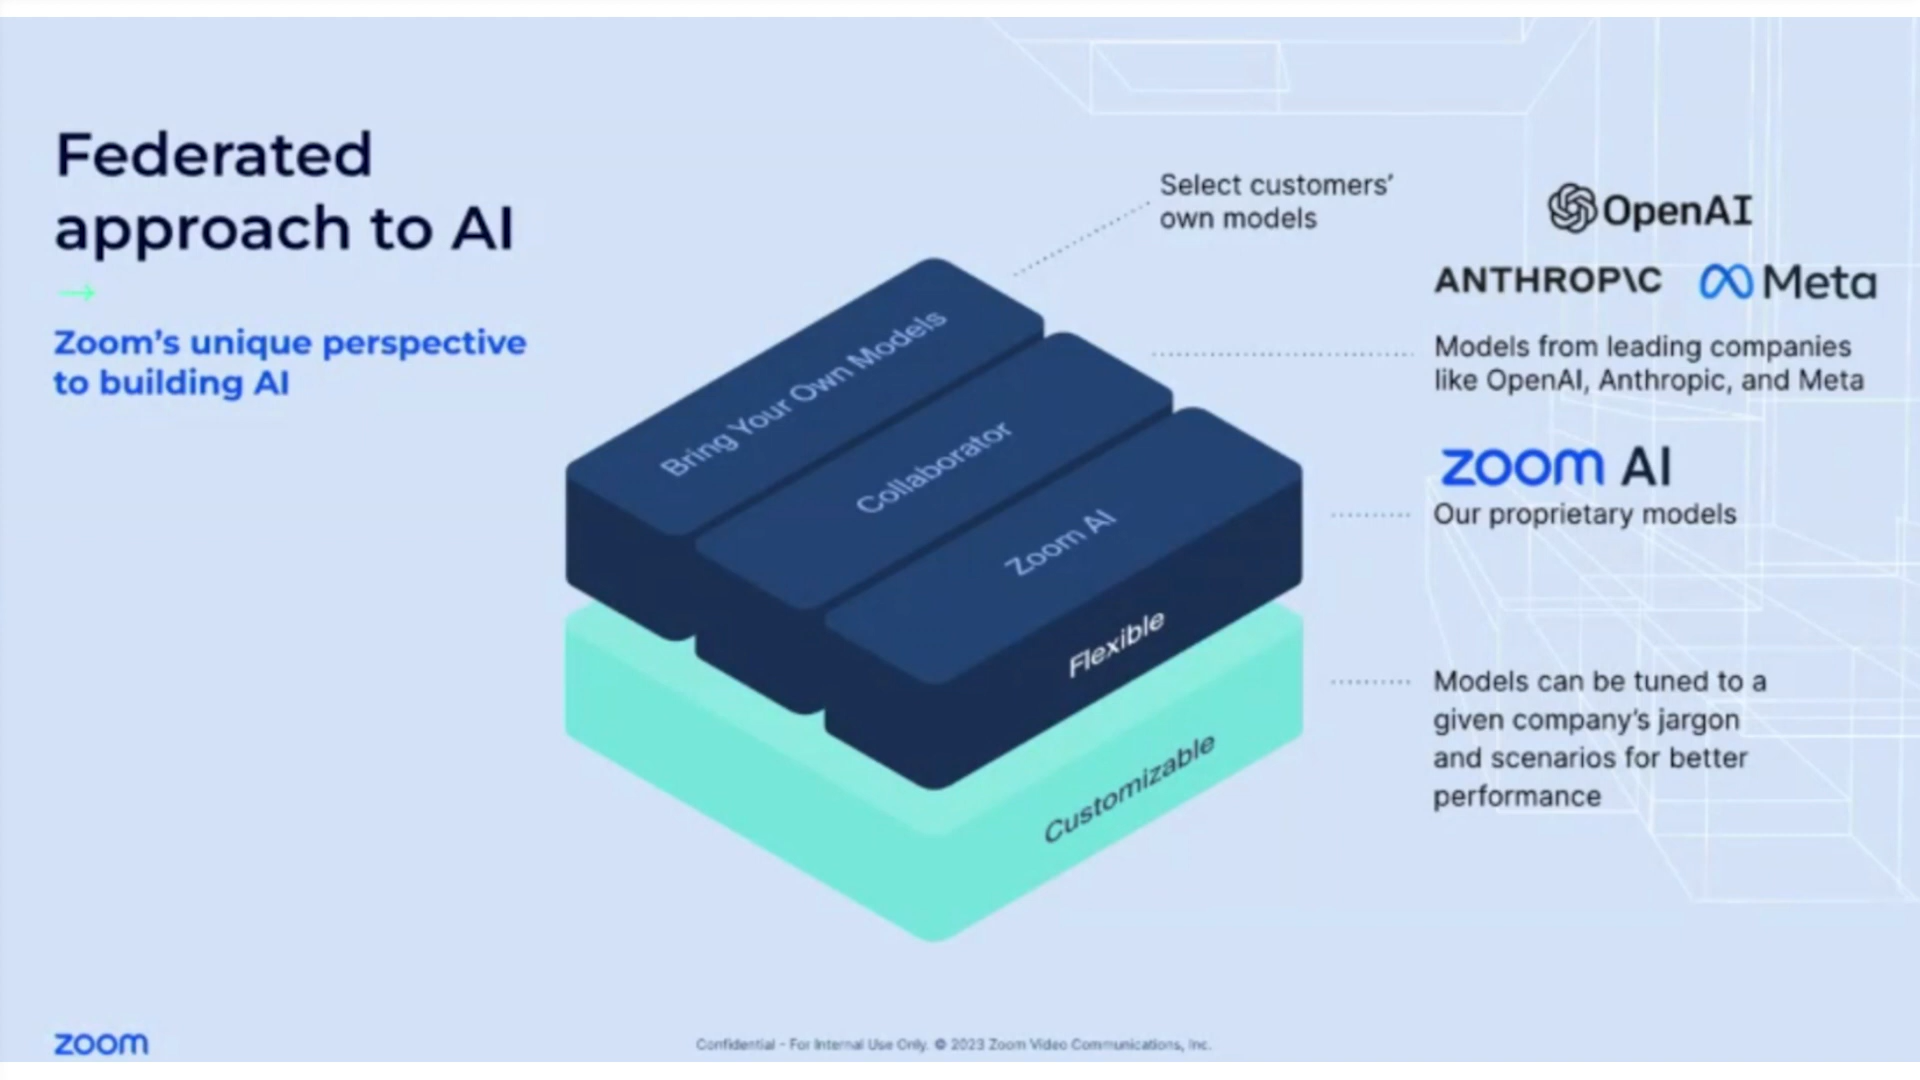 Federated
approach to AI
Zoom's unique perspective
to building AI
Select customers'
own models
OpenAI
ANTHROP\C
Meta
Models from leading companies
like OpenAI, Anthropic, and Meta
zoom AI
Our proprietary models
Models can be tuned to a
given company's jargon
and scenarios for better
performance
Bring Your Own Models
Collaborator
Zoom AI
Flexible
Customizable
zoom
Confidential - For Internal Use Only. © 2023 Zoom Video Communications, Inc.